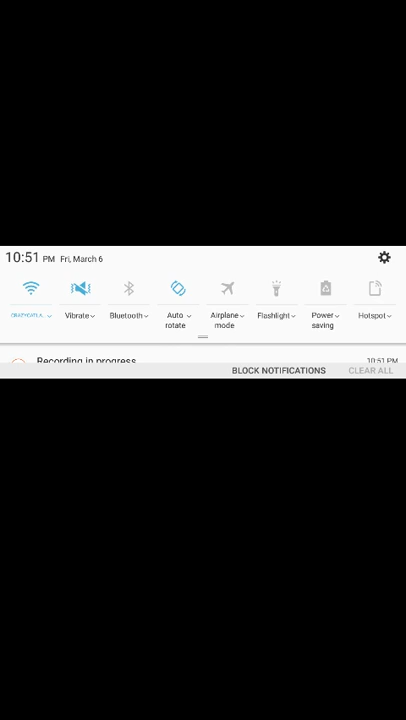 10:51 PM Fri, March 6
Vibrate Bluetooth Auto rotate Airplane mode Flashlight Power saving Hotspot
Recording in progress 10:51 PM
BLOCK NOTIFICATIONS CLEAR ALL